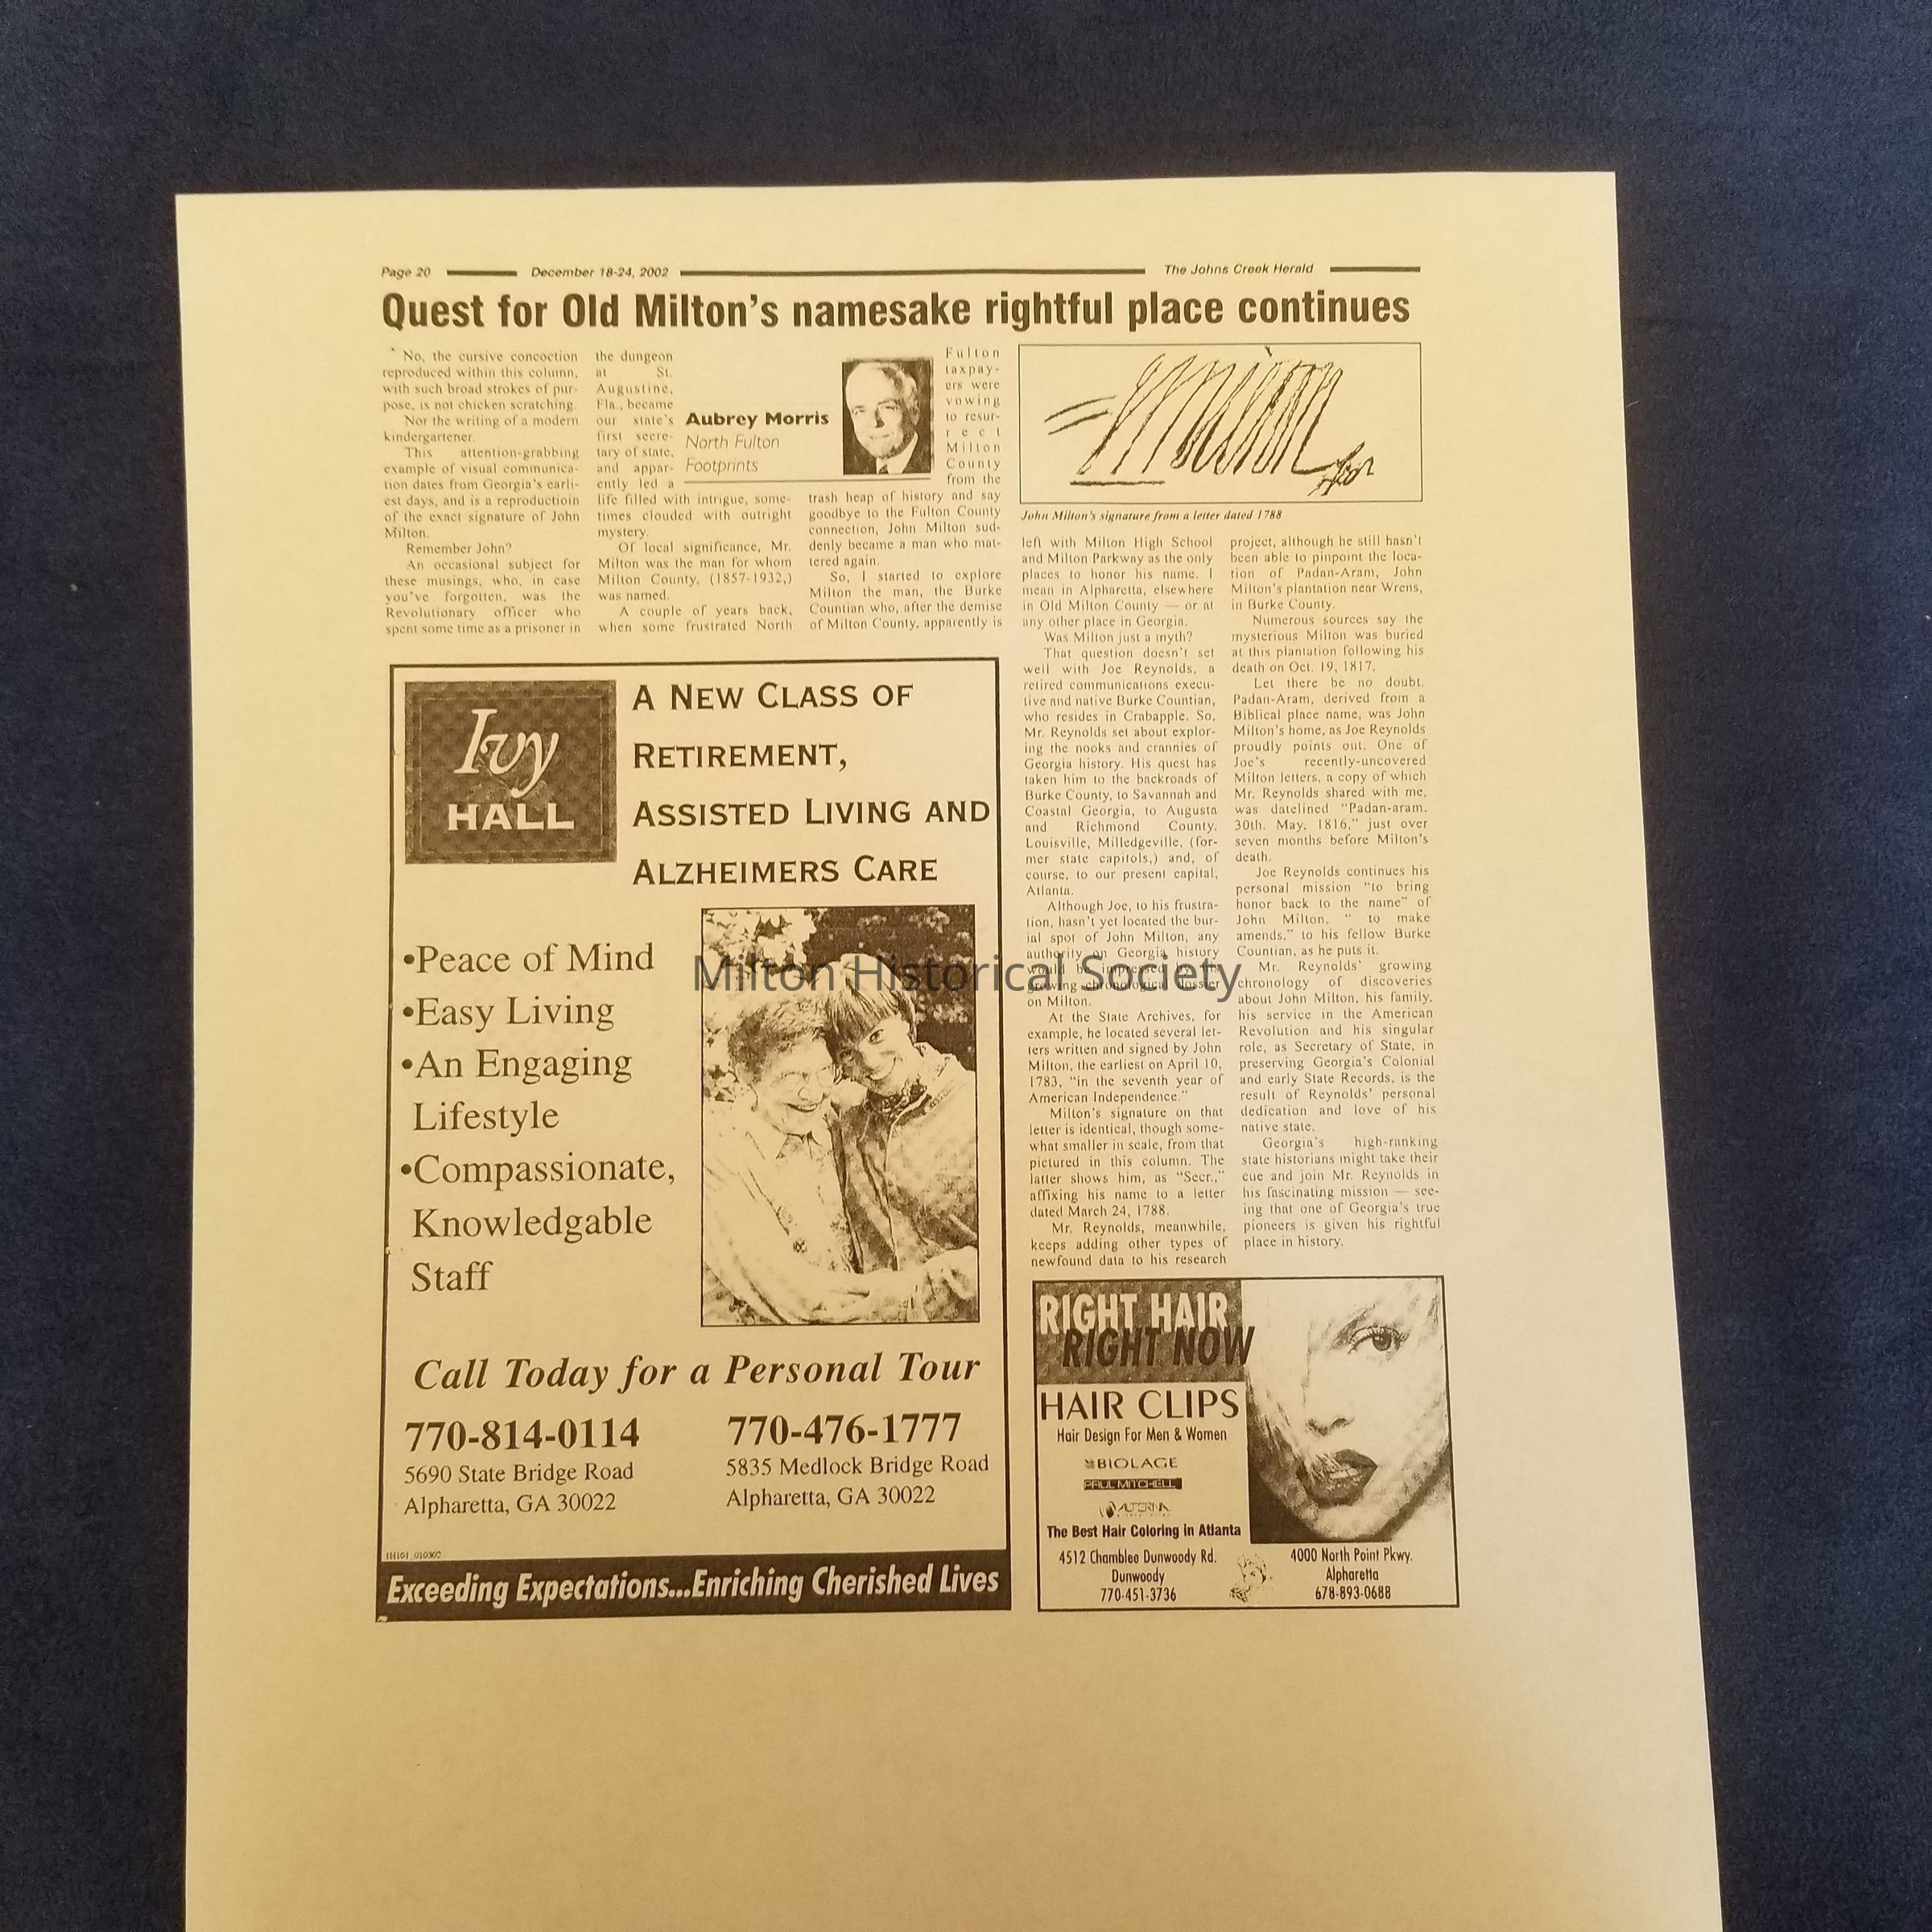 Page 20
December 18-24, 2002
The Johns Creek Herald
Quest for Old Milton's namesake rightful place continues
No, the cursive concoction
reproduced within this column,
with such broad strokes of pur-
pose, is not chicken scratching.
Nor the writing of a modern
kindergartener.
This attention-grabbing
example of visual communica-
tion dates from Georgia's earli-
est days, and is a reproductioin
of the exact signature of John
Milton.
Remember John?
An occasional subject for
these musings, who, in case
you've forgotten, was the
Revolutionary officer who
spent some time as a prisoner in
the dungeon
at St.
Augustine,
Fla., became
our state's
first secre-
tary of state,
and appar-
ently led a
life filled with intrigue, some-
times clouded with outright
mystery.
Of local significance, Mr.
Milton was the man for whom
Milton County, (1857-1932,)
was named.
A couple of years back,
when some frustrated North
Aubrey Morris
North Fulton
Footprints
Fulton
taxpay-
ers were
vowing
to resur-
rect
Milton
County
from the
trash heap of history and say
goodbye to the Fulton County
connection, John Milton sud-
denly became a man who mat-
tered again.
So, I started to explore
Milton the man, the Burke
Countian who, after the demise
of Milton County, apparently is
John Milton's signature from a letter dated 1788
left with Milton High School
and Milton Parkway as the only
places to honor his name. I
mean in Alpharetta, elsewhere
in Old Milton County — or at
any other place in Georgia.
Was Milton just a myth?
That question doesn't set
well with Joe Reynolds, a
retired communications execu-
tive and native Burke Countian,
who resides in Crabapple. So,
Mr. Reynolds set about explor-
ing the nooks and crannies of
Georgia history. His quest has
taken him to the backroads of
Burke County, to Savannah and
Coastal Georgia, to Augusta
and Richmond County,
Louisville, Milledgeville, (for-
mer state capitols,) and, of
course, to our present capital,
Atlanta.
Although Joe, to his frustra-
tion, hasn't yet located the bur-
ial spot of John Milton, any
authority on Georgia history
would be impressed by his
growing chronological dossier
on Milton.
At the State Archives, for
example, he located several let-
ters written and signed by John
Milton, the earliest on April 10,
1783, "in the seventh year of
American Independence."
Milton's signature on that
letter is identical, though some-
what smaller in scale, from that
pictured in this column. The
latter shows him, as "Secr.,"
affixing his name to a letter
dated March 24, 1788.
Mr. Reynolds, meanwhile,
keeps adding other types of
newfound data to his research
project, although he still hasn't
been able to pinpoint the loca-
tion of Padan-Aram, John
Milton's plantation near Wrens,
in Burke County.
Numerous sources say the
mysterious Milton was buried
at this plantation following his
death on Oct. 19, 1817.
Let there be no doubt.
Padan-Aram, derived from a
Biblical place name, was John
Milton's home, as Joe Reynolds
proudly points out. One of
Joe's recently-uncovered
Milton letters, a copy of which
Mr. Reynolds shared with me,
was datelined "Padan-aram,
30th. May, 1816," just over
seven months before Milton's
death.
Joe Reynolds continues his
personal mission "to bring
honor back to the name" of
John Milton, " to make
amends," to his fellow Burke
Countian, as he puts it.
Mr. Reynolds' growing
chronology of discoveries
about John Milton, his family,
his service in the American
Revolution and his singular
role, as Secretary of State, in
preserving Georgia's Colonial
and early State Records, is the
result of Reynolds' personal
dedication and love of his
native state.
Georgia's high-ranking
state historians might take their
cue and join Mr. Reynolds in
his fascinating mission — see-
ing that one of Georgia's true
pioneers is given his rightful
place in history.
Ivy
HALL
A NEW CLASS OF
RETIREMENT,
ASSISTED LIVING AND
ALZHEIMERS CARE
•Peace of Mind
•Easy Living
•An Engaging
Lifestyle
•Compassionate,
Knowledgable
Staff
Call Today for a Personal Tour
770-814-0114
5690 State Bridge Road
Alpharetta, GA 30022
770-476-1777
5835 Medlock Bridge Road
Alpharetta, GA 30022
Exceeding Expectations...Enriching Cherished Lives
RIGHT HAIR
RIGHT NOW
HAIR CLIPS
Hair Design For Men & Women
BIOLAGE
PAUL MITCHELL
ALTERNA
The Best Hair Coloring in Atlanta
4512 Chamblee Dunwoody Rd.
Dunwoody
770-451-3736
4000 North Point Pkwy.
Alpharetta
678-893-0688
Milton Historical Society